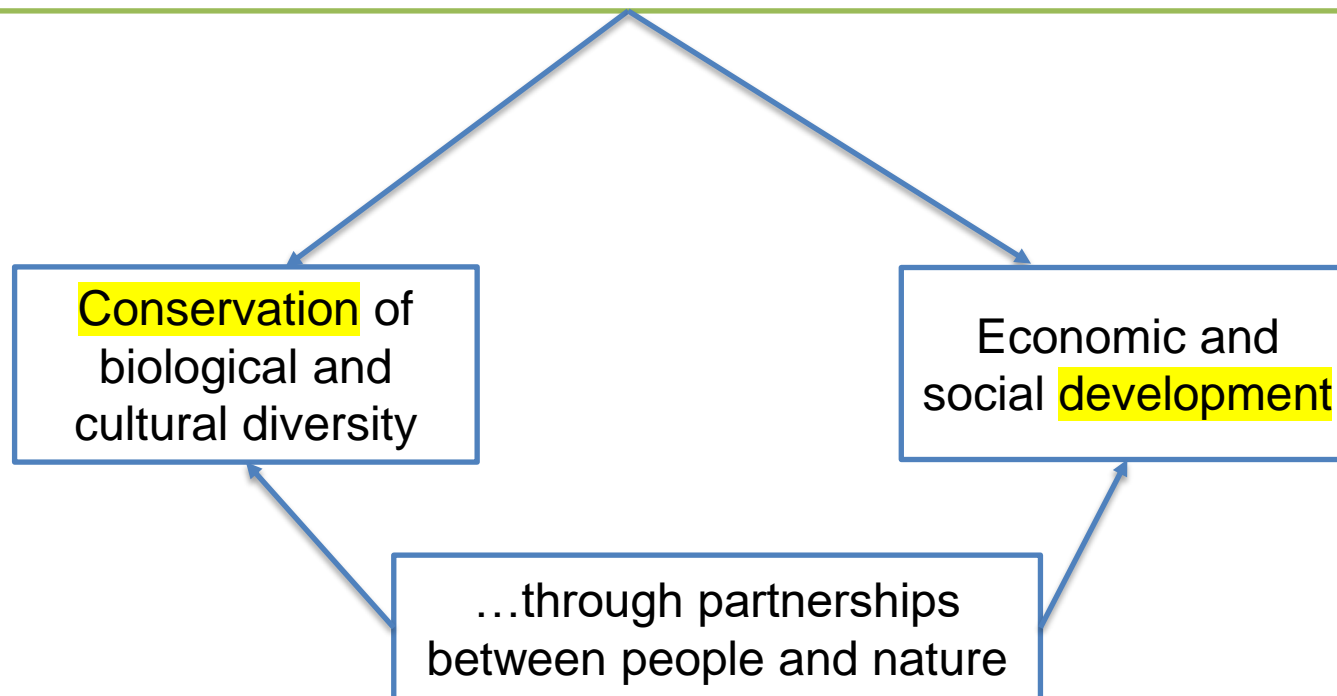 Conservation of
biological and
cultural diversity
Economic and
social development
…through partnerships
between people and nature